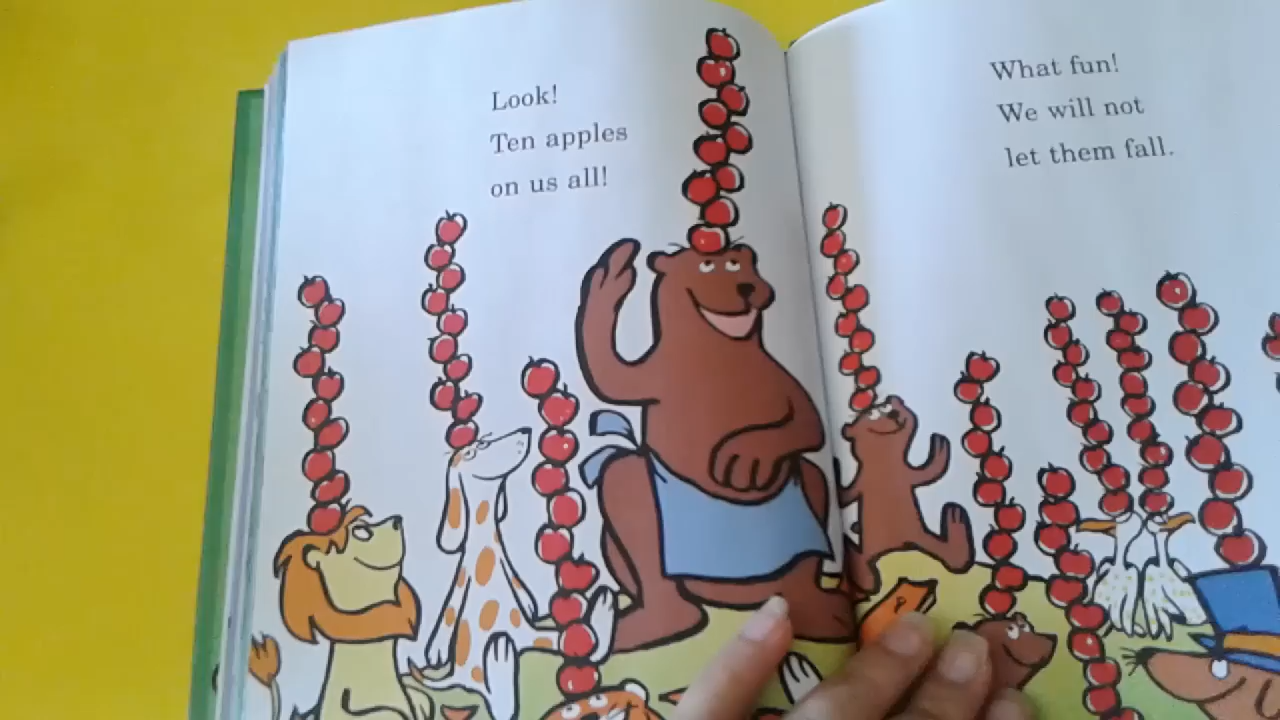 Look!
Ten apples
on us all!
What fun!
We will not
let them fall.